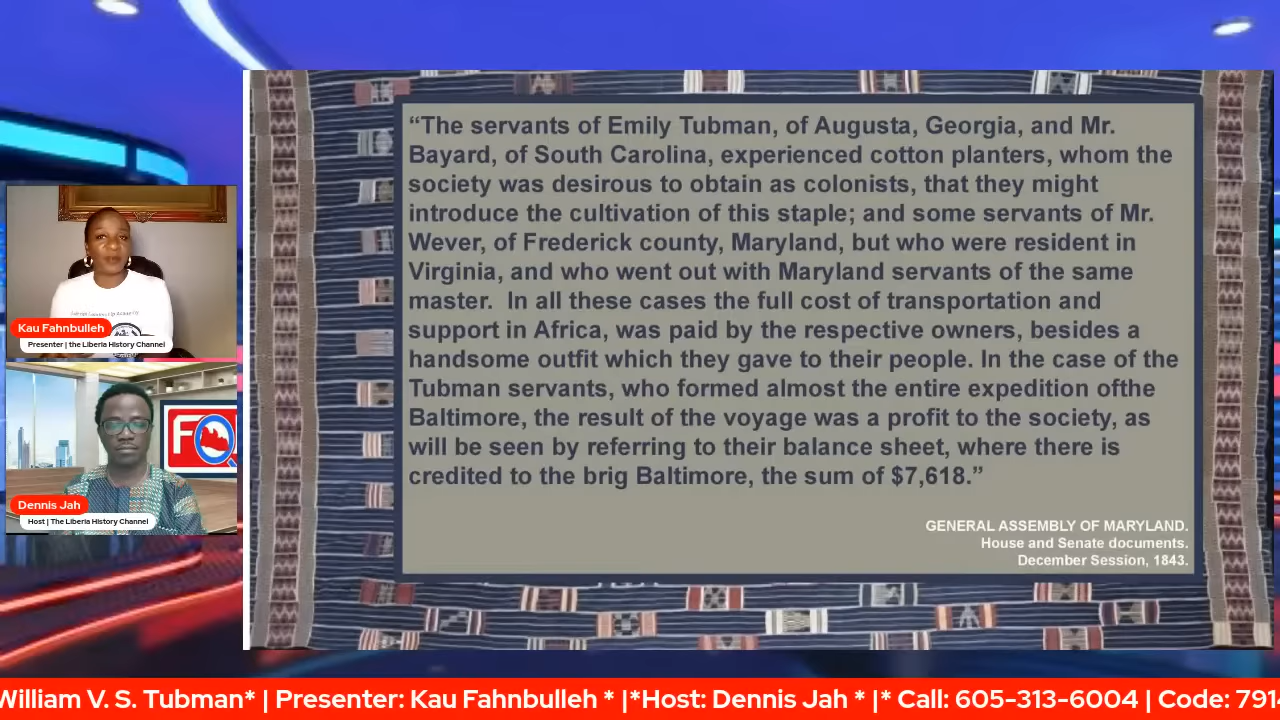 “The servants of Emily Tubman, of Augusta, Georgia, and Mr.
Bayard, of South Carolina, experienced cotton planters, whom the
society was desirous to obtain as colonists, that they might
introduce the cultivation of this staple; and some servants of Mr.
Wever, of Frederick county, Maryland, but who were resident in
Virginia, and who went out with Maryland servants of the same
master.  In all these cases the full cost of transportation and
support in Africa, was paid by the respective owners, besides a
handsome outfit which they gave to their people. In the case of the
Tubman servants, who formed almost the entire expedition ofthe
Baltimore, the result of the voyage was a profit to the society, as
will be seen by referring to their balance sheet, where there is
credited to the brig Baltimore, the sum of $7,618.”
GENERAL ASSEMBLY OF MARYLAND.
House and Senate documents.
December Session, 1843.
Kau Fahnbulleh
Presenter | the Liberia History Channel
FQ
Dennis Jah
Host | The Liberia History Channel
William V. S. Tubman* | Presenter: Kau Fahnbulleh * |*Host: Dennis Jah * |* Call: 605-313-6004 | Code: 791